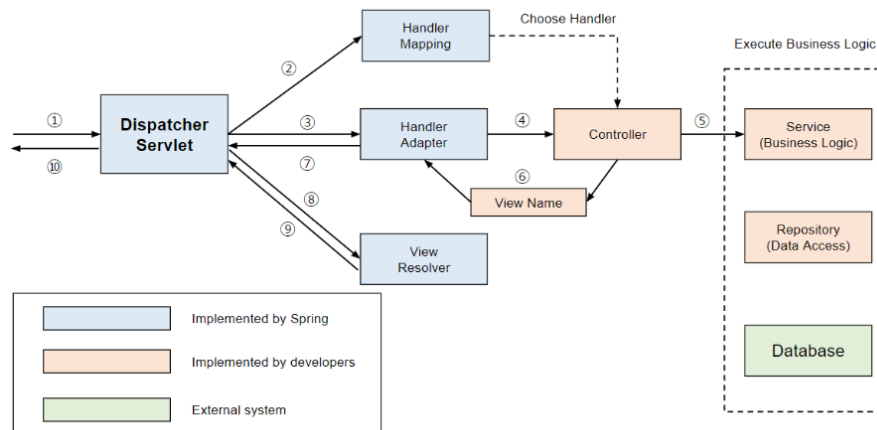 Handler
Mapping
Choose Handler
Execute Business Logic
②
①
Dispatcher
Servlet
⑩
③
Handler
Adapter
④
Controller
⑤
Service
(Business Logic)
⑦
⑥
View Name
⑧
⑨
View
Resolver
Repository
(Data Access)
Database
Implemented by Spring
Implemented by developers
External system